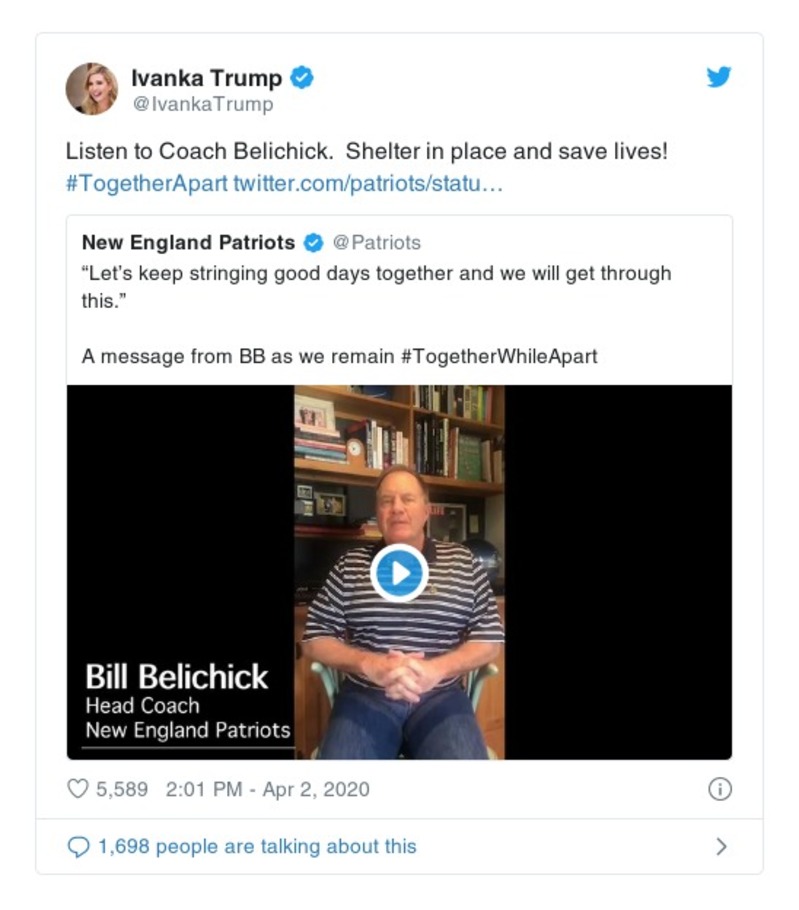 Ivanka Trump
@IvankaTrump
Listen to Coach Belichick.  Shelter in place and save lives!
#TogetherApart twitter.com/patriots/statu…
New England Patriots @Patriots
“Let’s keep stringing good days together and we will get through
this.”
A message from BB as we remain #TogetherWhileApart
LIFE
Bill Belichick
Head Coach
New England Patriots
5,589 2:01 PM - Apr 2, 2020
1,698 people are talking about this